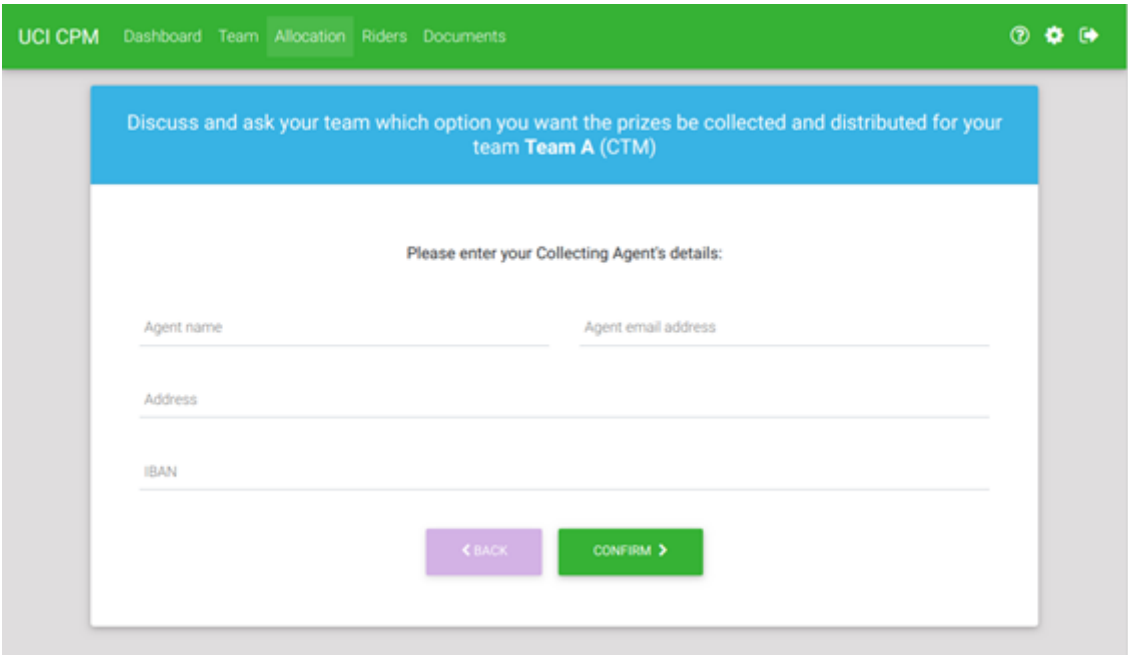 UCI CPM Dashboard Team Allocation Riders Documents
Discuss and ask your team which option you want the prizes be collected and distributed for your
team Team A (CTM)
Please enter your Collecting Agent's details:
Agent name Agent email address
Address
IBAN
BACK CONFIRM